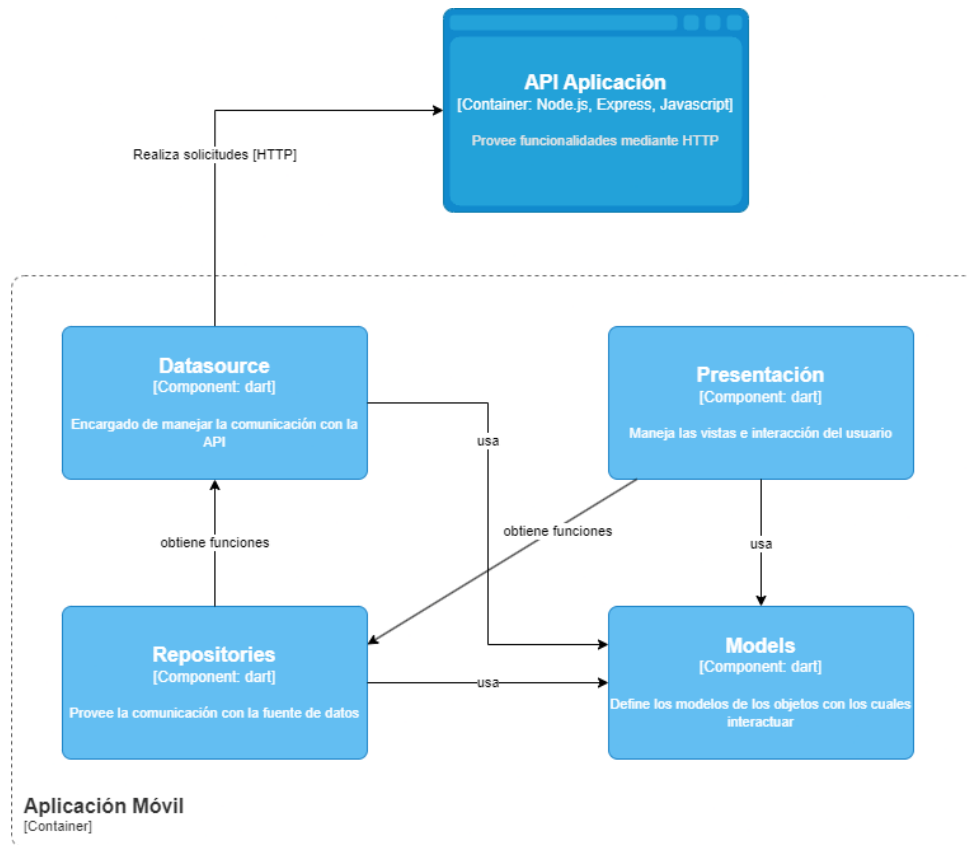 API Aplicación
[Container: Node.js, Express, Javascript]
Provee funcionalidades mediante HTTP
Realiza solicitudes [HTTP]
Datasource
[Component: dart]
Encargado de manejar la comunicación con la
API
Presentación
[Component: dart]
Maneja las vistas e interacción del usuario
usa
obtiene funciones
obtiene funciones
usa
Repositories
[Component: dart]
Provee la comunicación con la fuente de datos
usa
Models
[Component: dart]
Define los modelos de los objetos con los cuales
interactuar
Aplicación Móvil
[Container]